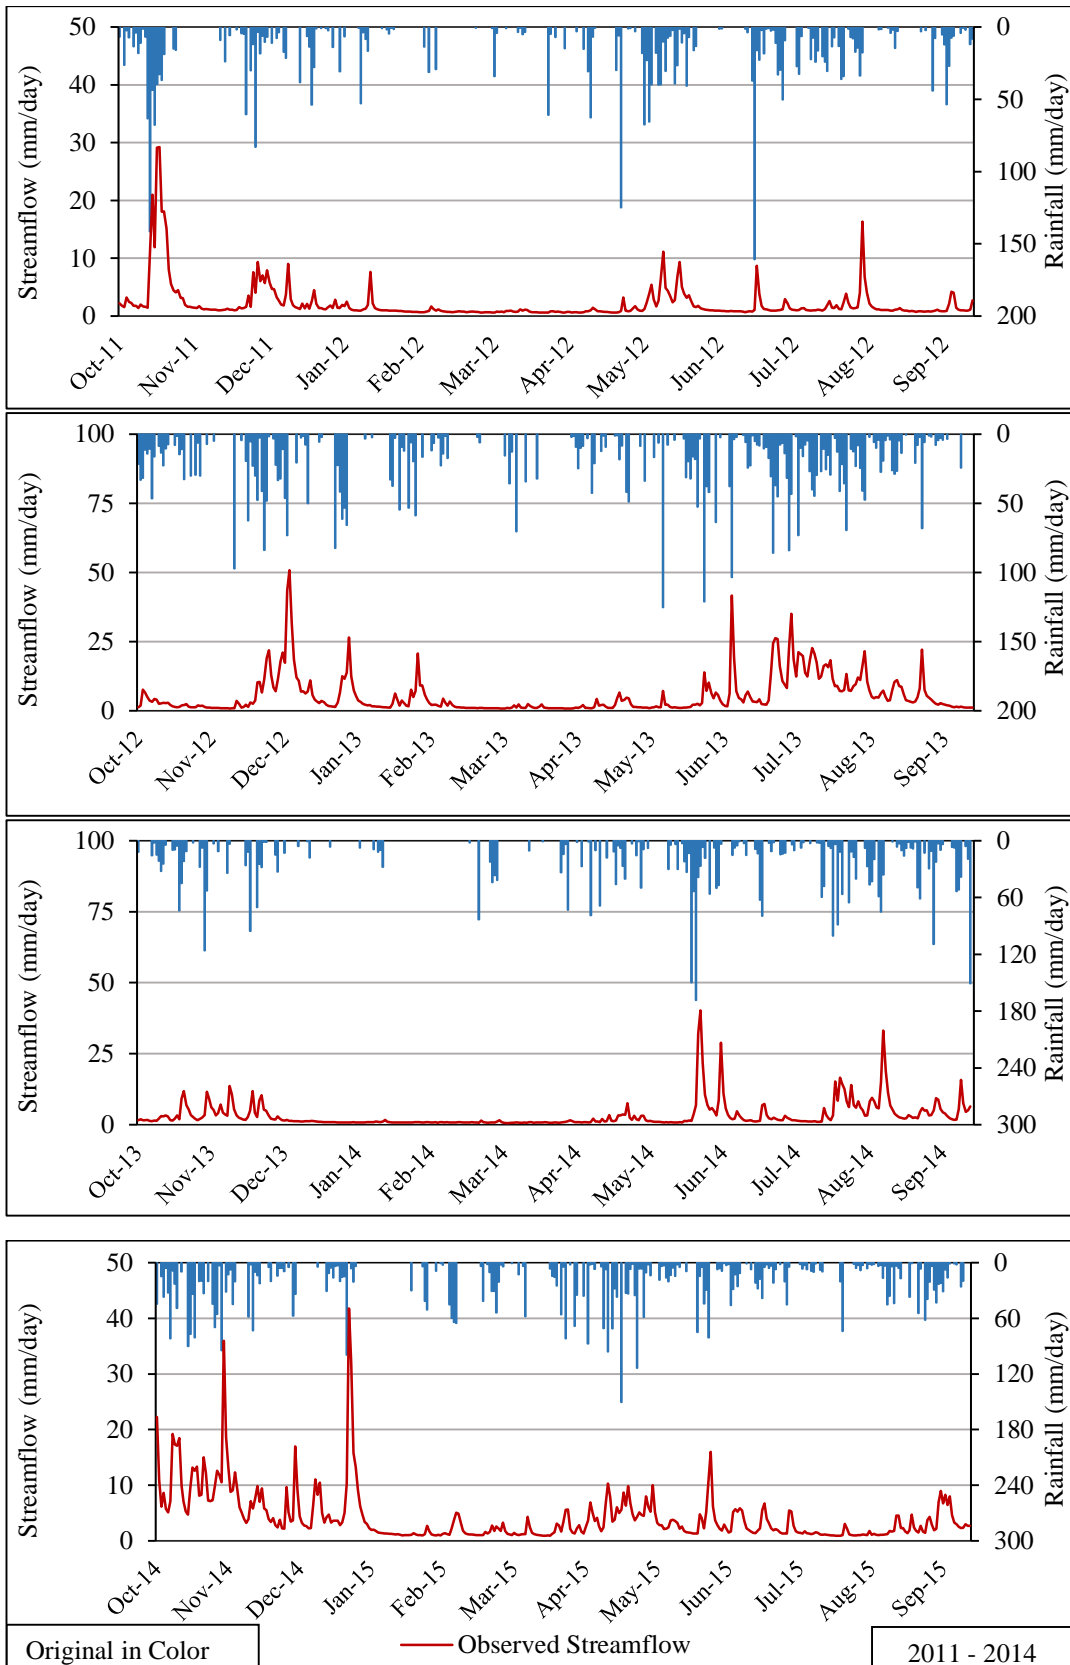 50
40
30
20
10
0
0
50
100
150
200
Streamflow (mm/day)
Rainfall (mm/day)
Oct-11
Nov-11
Dec-11
Jan-12
Feb-12
Mar-12
Apr-12
May-12
Jun-12
Jul-12
Aug-12
Sep-12
100
75
50
25
0
0
50
100
150
200
Streamflow (mm/day)
Rainfall (mm/day)
Oct-12
Nov-12
Dec-12
Jan-13
Feb-13
Mar-13
Apr-13
May-13
Jun-13
Jul-13
Aug-13
Sep-13
100
75
50
25
0
0
60
120
180
240
300
Streamflow (mm/day)
Rainfall (mm/day)
Oct-13
Nov-13
Dec-13
Jan-14
Feb-14
Mar-14
Apr-14
May-14
Jun-14
Jul-14
Aug-14
Sep-14
50
40
30
20
10
0
0
60
120
180
240
300
Streamflow (mm/day)
Rainfall (mm/day)
Oct-14
Nov-14
Dec-14
Jan-15
Feb-15
Mar-15
Apr-15
May-15
Jun-15
Jul-15
Aug-15
Sep-15
Original in Color
Observed Streamflow
2011 - 2014